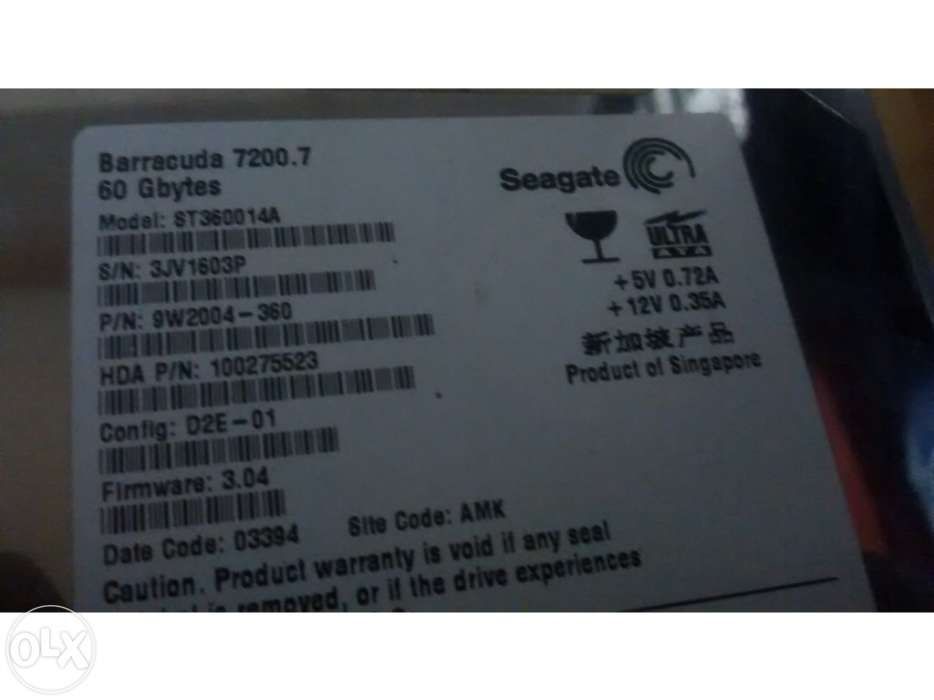 Barracuda 7200.7
60 Gbytes
Model: ST360014A
S/N: 3JV1603P
P/N: 9W2004-360
HDA P/N: 100275523
Config: D2E-01
Firmware: 3.04
Date Code: 03394 Site Code: AMK
Caution. Product warranty is void if any seal
is removed, or if the drive experiences
Seagate
ULTRA
ATA
+5V 0.72A
+12V 0.35A
新加坡产品
Product of Singapore
OLX